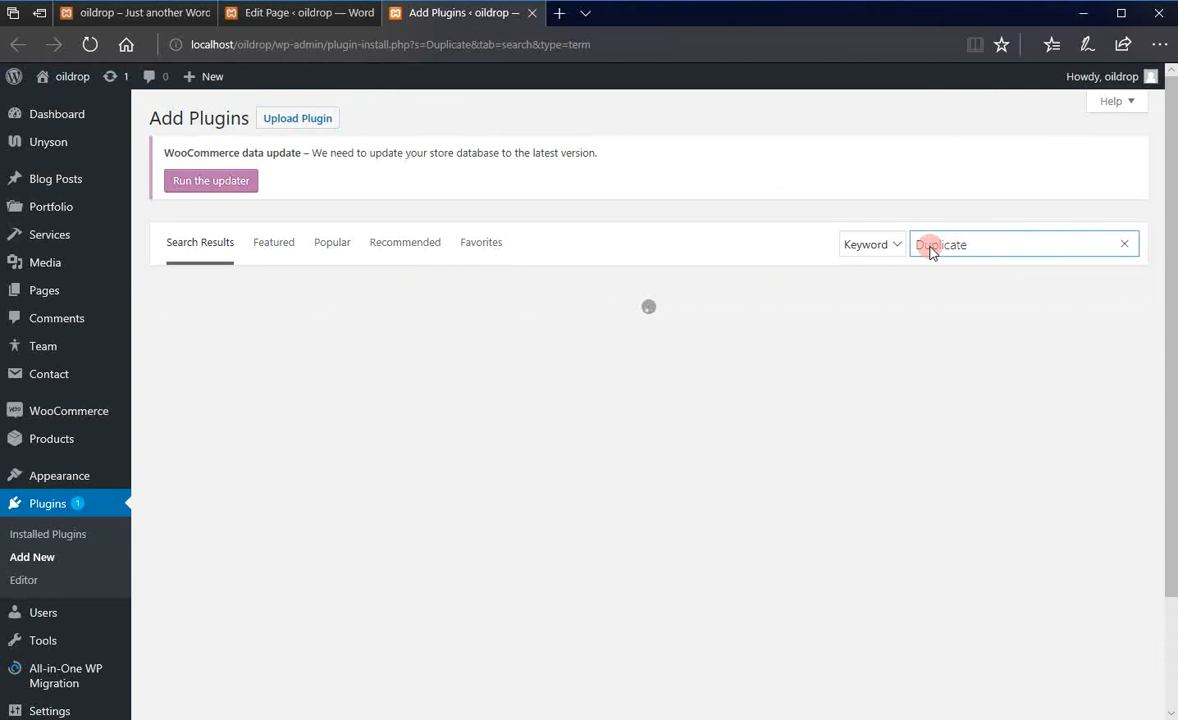 oildrop – Just another Word
Edit Page ‹ oildrop — Word
Add Plugins ‹ oildrop —
localhost/oildrop/wp-admin/plugin-install.php?s=Duplicate&tab=search&type=term
oildrop
1
0
New
Howdy, oildrop
Dashboard
Unyson
Blog Posts
Portfolio
Services
Media
Pages
Comments
Team
Contact
WooCommerce
Products
Appearance
Plugins 1
Installed Plugins
Add New
Editor
Users
Tools
All-in-One WP
Migration
Settings
Help
Add Plugins
Upload Plugin
WooCommerce data update – We need to update your store database to the latest version.
Run the updater
Search Results
Featured
Popular
Recommended
Favorites
Keyword
Duplicate